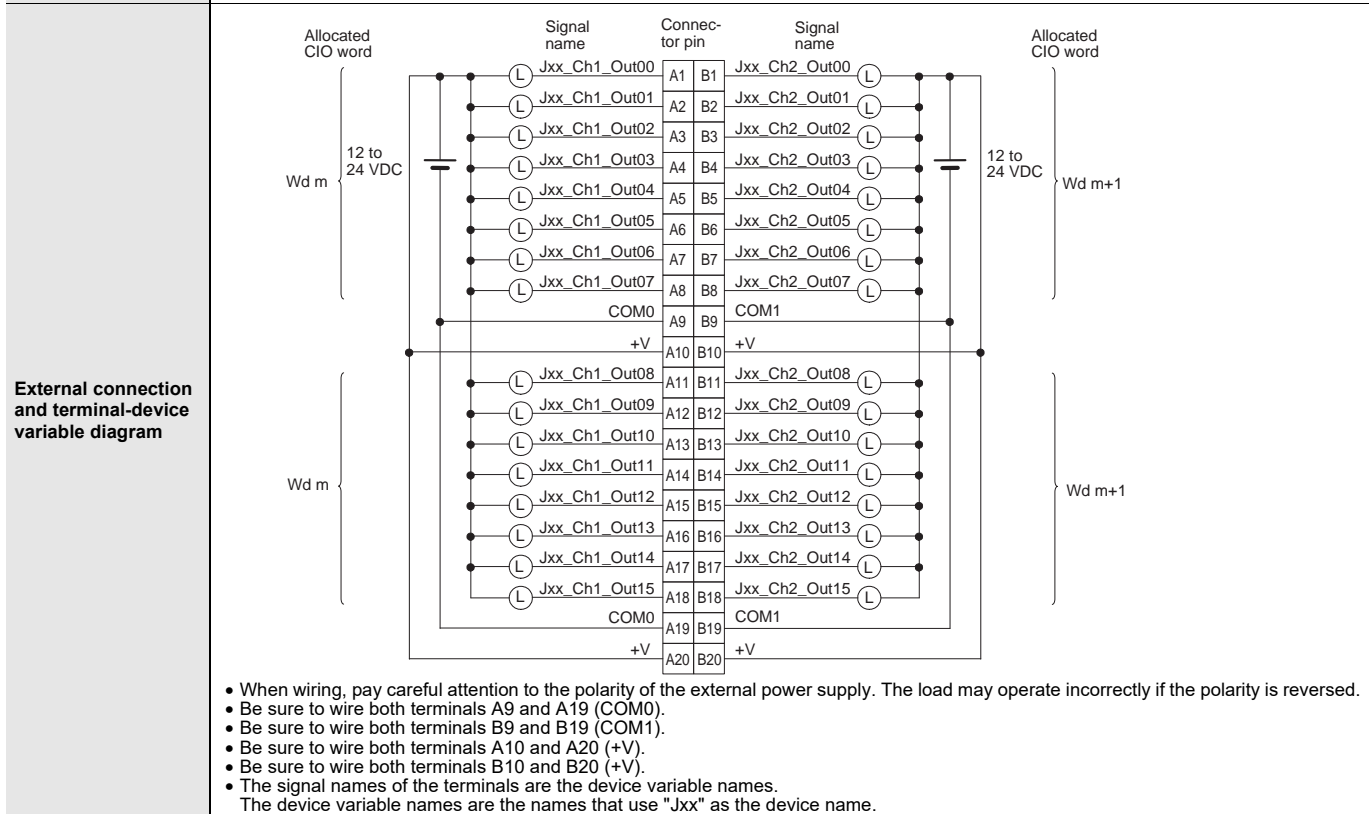 External connection
and terminal-device
variable diagram
Allocated
CIO word
Signal
name
Connec-
tor pin
Signal
name
Allocated
CIO word
L Jxx_Ch1_Out00 A1 B1 Jxx_Ch2_Out00 L
L Jxx_Ch1_Out01 A2 B2 Jxx_Ch2_Out01 L
L Jxx_Ch1_Out02 A3 B3 Jxx_Ch2_Out02 L
12 to
24 VDC
L Jxx_Ch1_Out03 A4 B4 Jxx_Ch2_Out03 L
12 to
24 VDC
Wd m
Wd m+1
L Jxx_Ch1_Out04 A5 B5 Jxx_Ch2_Out04 L
L Jxx_Ch1_Out05 A6 B6 Jxx_Ch2_Out05 L
L Jxx_Ch1_Out06 A7 B7 Jxx_Ch2_Out06 L
L Jxx_Ch1_Out07 A8 B8 Jxx_Ch2_Out07 L
COM0 A9 B9 COM1
+V A10 B10 +V
L Jxx_Ch1_Out08 A11 B11 Jxx_Ch2_Out08 L
L Jxx_Ch1_Out09 A12 B12 Jxx_Ch2_Out09 L
L Jxx_Ch1_Out10 A13 B13 Jxx_Ch2_Out10 L
L Jxx_Ch1_Out11 A14 B14 Jxx_Ch2_Out11 L
Wd m
Wd m+1
L Jxx_Ch1_Out12 A15 B15 Jxx_Ch2_Out12 L
L Jxx_Ch1_Out13 A16 B16 Jxx_Ch2_Out13 L
L Jxx_Ch1_Out14 A17 B17 Jxx_Ch2_Out14 L
L Jxx_Ch1_Out15 A18 B18 Jxx_Ch2_Out15 L
COM0 A19 B19 COM1
+V A20 B20 +V
• When wiring, pay careful attention to the polarity of the external power supply. The load may operate incorrectly if the polarity is reversed.
• Be sure to wire both terminals A9 and A19 (COM0).
• Be sure to wire both terminals B9 and B19 (COM1).
• Be sure to wire both terminals A10 and A20 (+V).
• Be sure to wire both terminals B10 and B20 (+V).
• The signal names of the terminals are the device variable names.
The device variable names are the names that use "Jxx" as the device name.